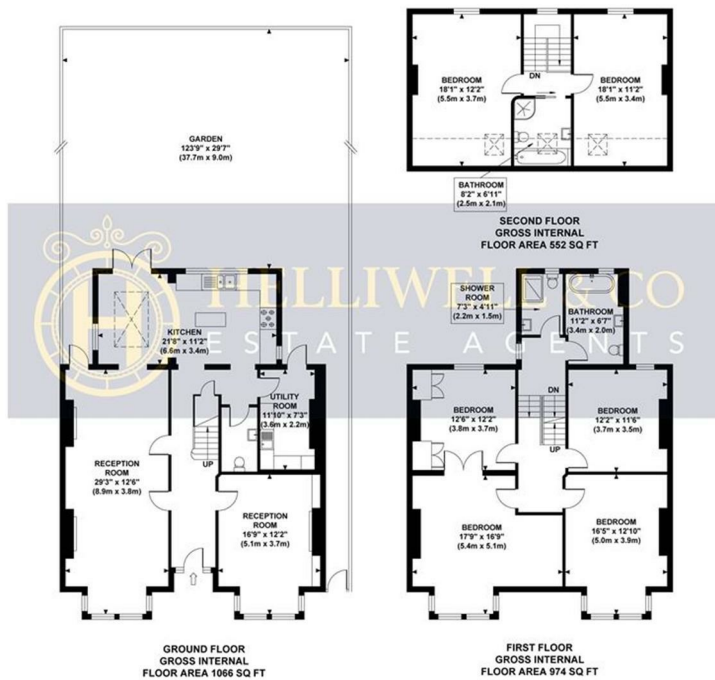 GARDEN
123'9" x 29'7"
(37.7m x 9.0m)
BEDROOM
18'1" x 12'2"
(5.5m x 3.7m)
DN
BEDROOM
18'1" x 11'2"
(5.5m x 3.4m)
BATHROOM
8'2" x 6'11"
(2.5m x 2.1m)
SECOND FLOOR
GROSS INTERNAL
FLOOR AREA 552 SQ FT
HELLIWELL & CO
ESTATE AGENTS
H
KITCHEN
21'8" x 11'2"
(6.6m x 3.4m)
UTILITY
ROOM
11'10" x 7'3"
(3.6m x 2.2m)
UP
RECEPTION
ROOM
29'3" x 12'6"
(8.9m x 3.8m)
RECEPTION
ROOM
16'9" x 12'2"
(5.1m x 3.7m)
GROUND FLOOR
GROSS INTERNAL
FLOOR AREA 1066 SQ FT
SHOWER
ROOM
7'3" x 4'11"
(2.2m x 1.5m)
BATHROOM
11'2" x 6'7"
(3.4m x 2.0m)
BEDROOM
12'6" x 12'2"
(3.8m x 3.7m)
DN
UP
BEDROOM
12'2" x 11'6"
(3.7m x 3.5m)
BEDROOM
17'9" x 16'9"
(5.4m x 5.1m)
BEDROOM
16'5" x 12'10"
(5.0m x 3.9m)
FIRST FLOOR
GROSS INTERNAL
FLOOR AREA 974 SQ FT